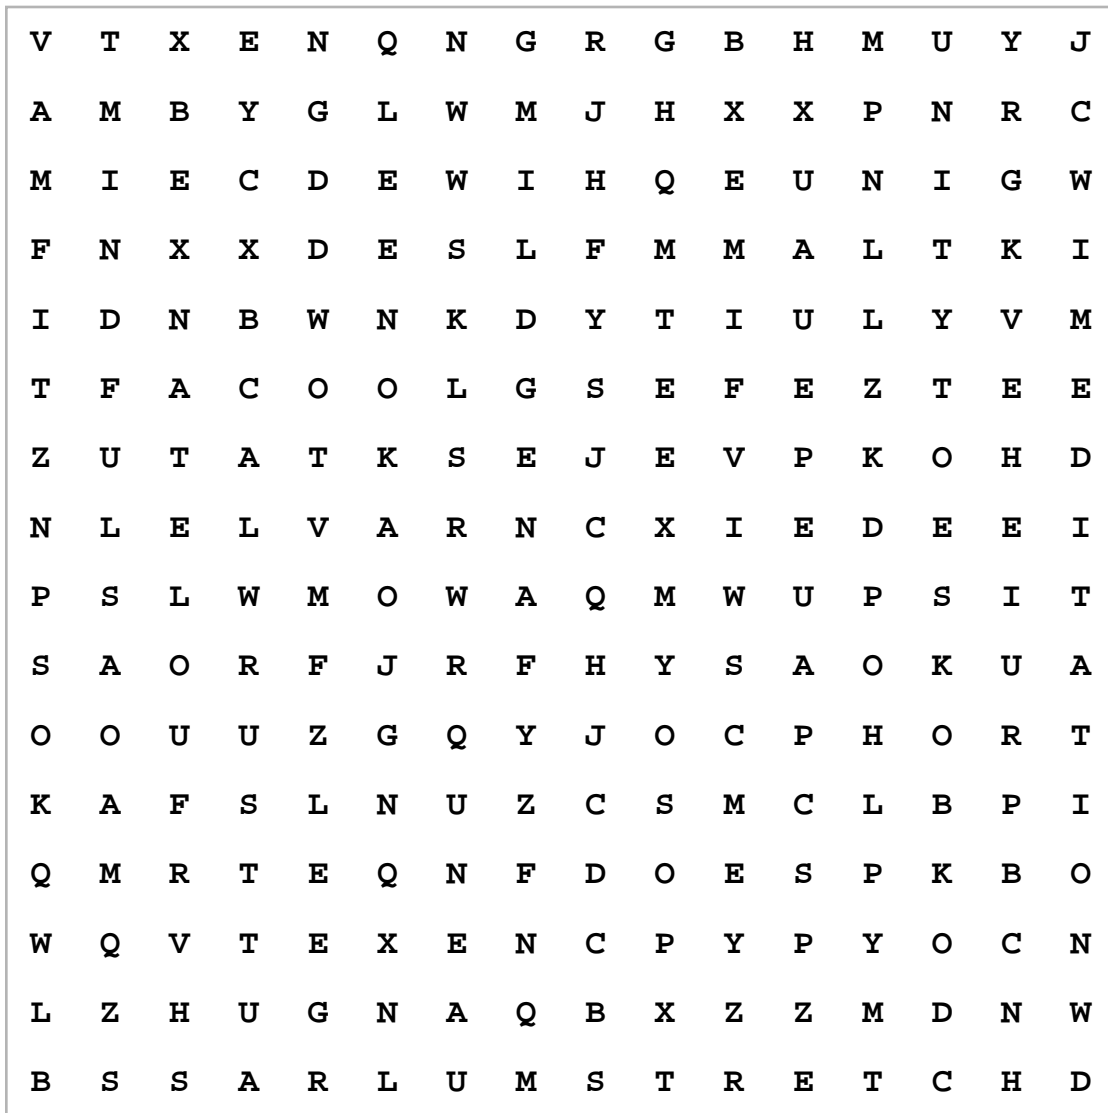 V T X E N Q N G R G B H M U Y J
A M B Y G L W M J H X X P N R C
M I E C D E W I H Q E U N I G W
F N X X D E S L F M M A L T K I
I D N B W N K D Y T I U L Y V M
T F A C O O L G S E F E Z T E E
Z U T A T K S E J E V P K O H D
N L E L V A R N C X I E D E E I
P S L W M O W A Q M W U P S I T
S A O R F J R F H Y S A O K U A
O O U U Z G Q Y J O C P H O R T
K A F S L N U Z C S M C L B P I
Q M R T E Q N F D O E S P K B O
W Q V T E X E N C P Y P Y O C N
L Z H U G N A Q B X Z Z M D N W
B S S A R L U M S T R E T C H D